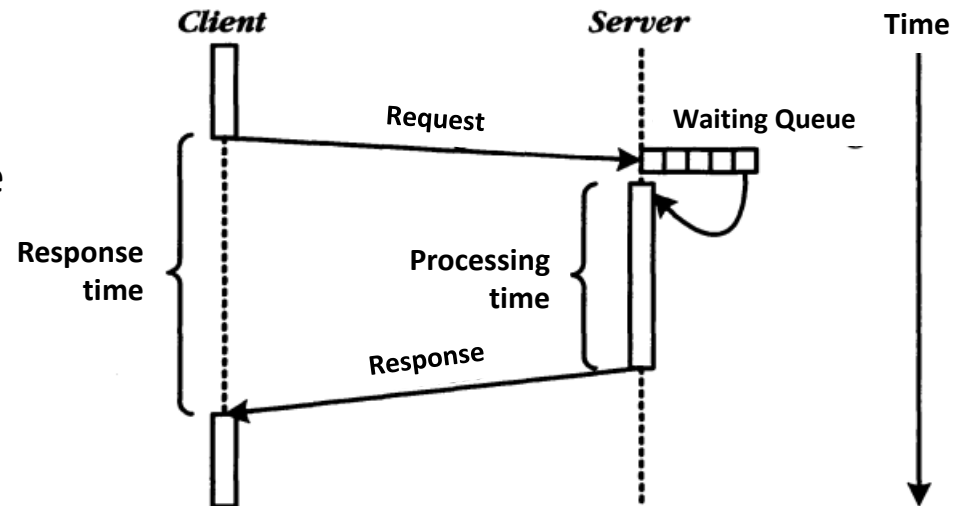 Client
Server
Time
Request
Waiting Queue
e
Response
time
Processing
time
Response